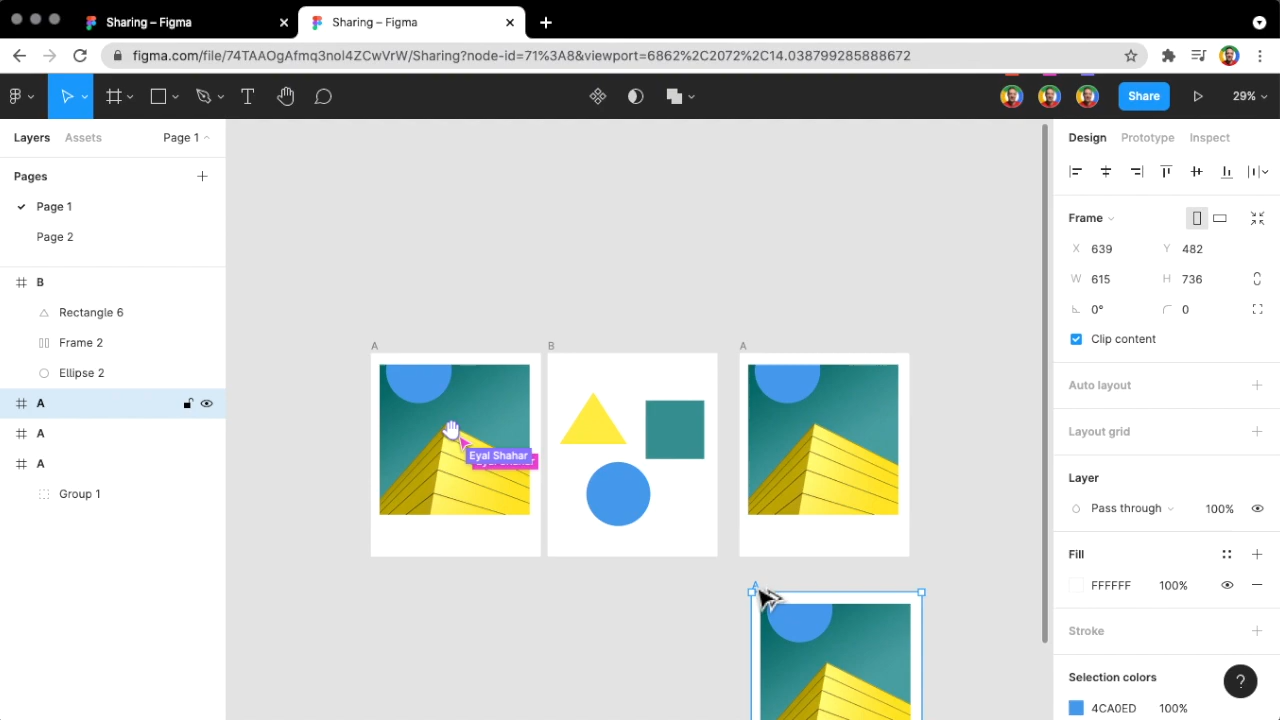 Sharing – Figma
Sharing – Figma
figma.com/file/74TAAOgAfmq3nol4ZCwVrW/Sharing?node-id=71%3A8&viewport=6862%2C2072%2C14.038799285888672
Share
29%
Layers
Assets
Page 1
Pages
Page 1
Page 2
B
Rectangle 6
Frame 2
Ellipse 2
A
A
A
Group 1
A
B
A
Eyal Shahar
Eyal Shahar
A
Design
Prototype
Inspect
Frame
X 639
Y 482
W 615
H 736
0°
0
Clip content
Auto layout
Layout grid
Layer
Pass through
100%
Fill
FFFFFF
100%
Stroke
Selection colors
4CA0ED
100%
?